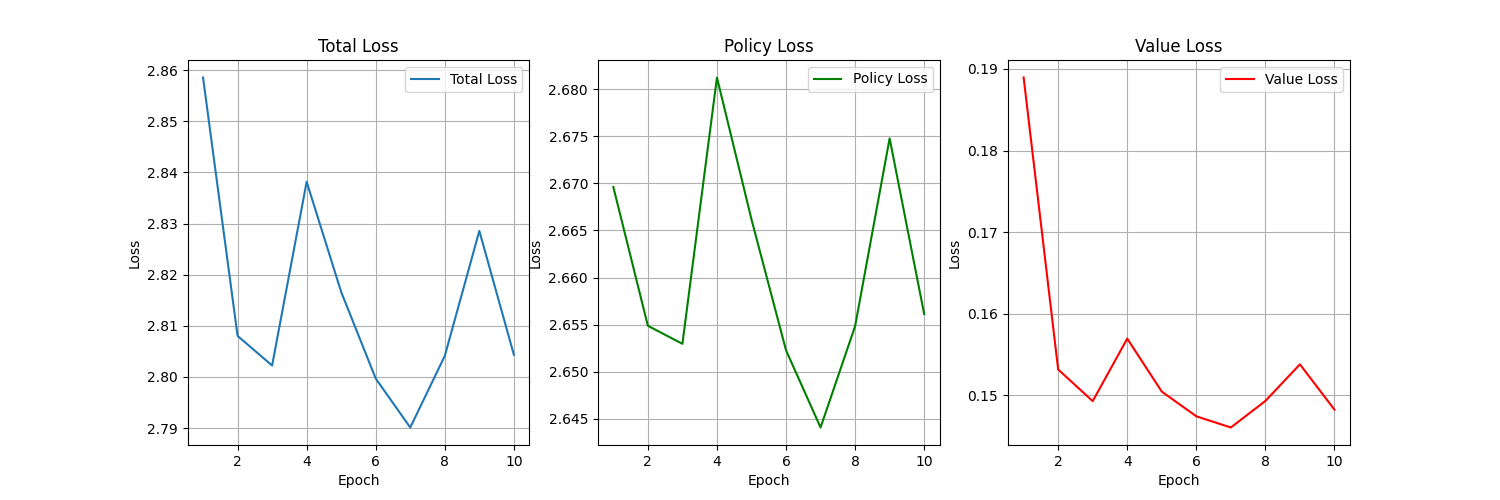 Total Loss
2.86
2.85
2.84
2.83
2.82
2.81
2.80
2.79
Loss
2 4 6 8 10
Epoch
Total Loss
Policy Loss
2.680
2.675
2.670
2.665
2.660
2.655
2.650
2.645
Loss
2 4 6 8 10
Epoch
Policy Loss
Value Loss
0.19
0.18
0.17
0.16
0.15
Loss
2 4 6 8 10
Epoch
Value Loss